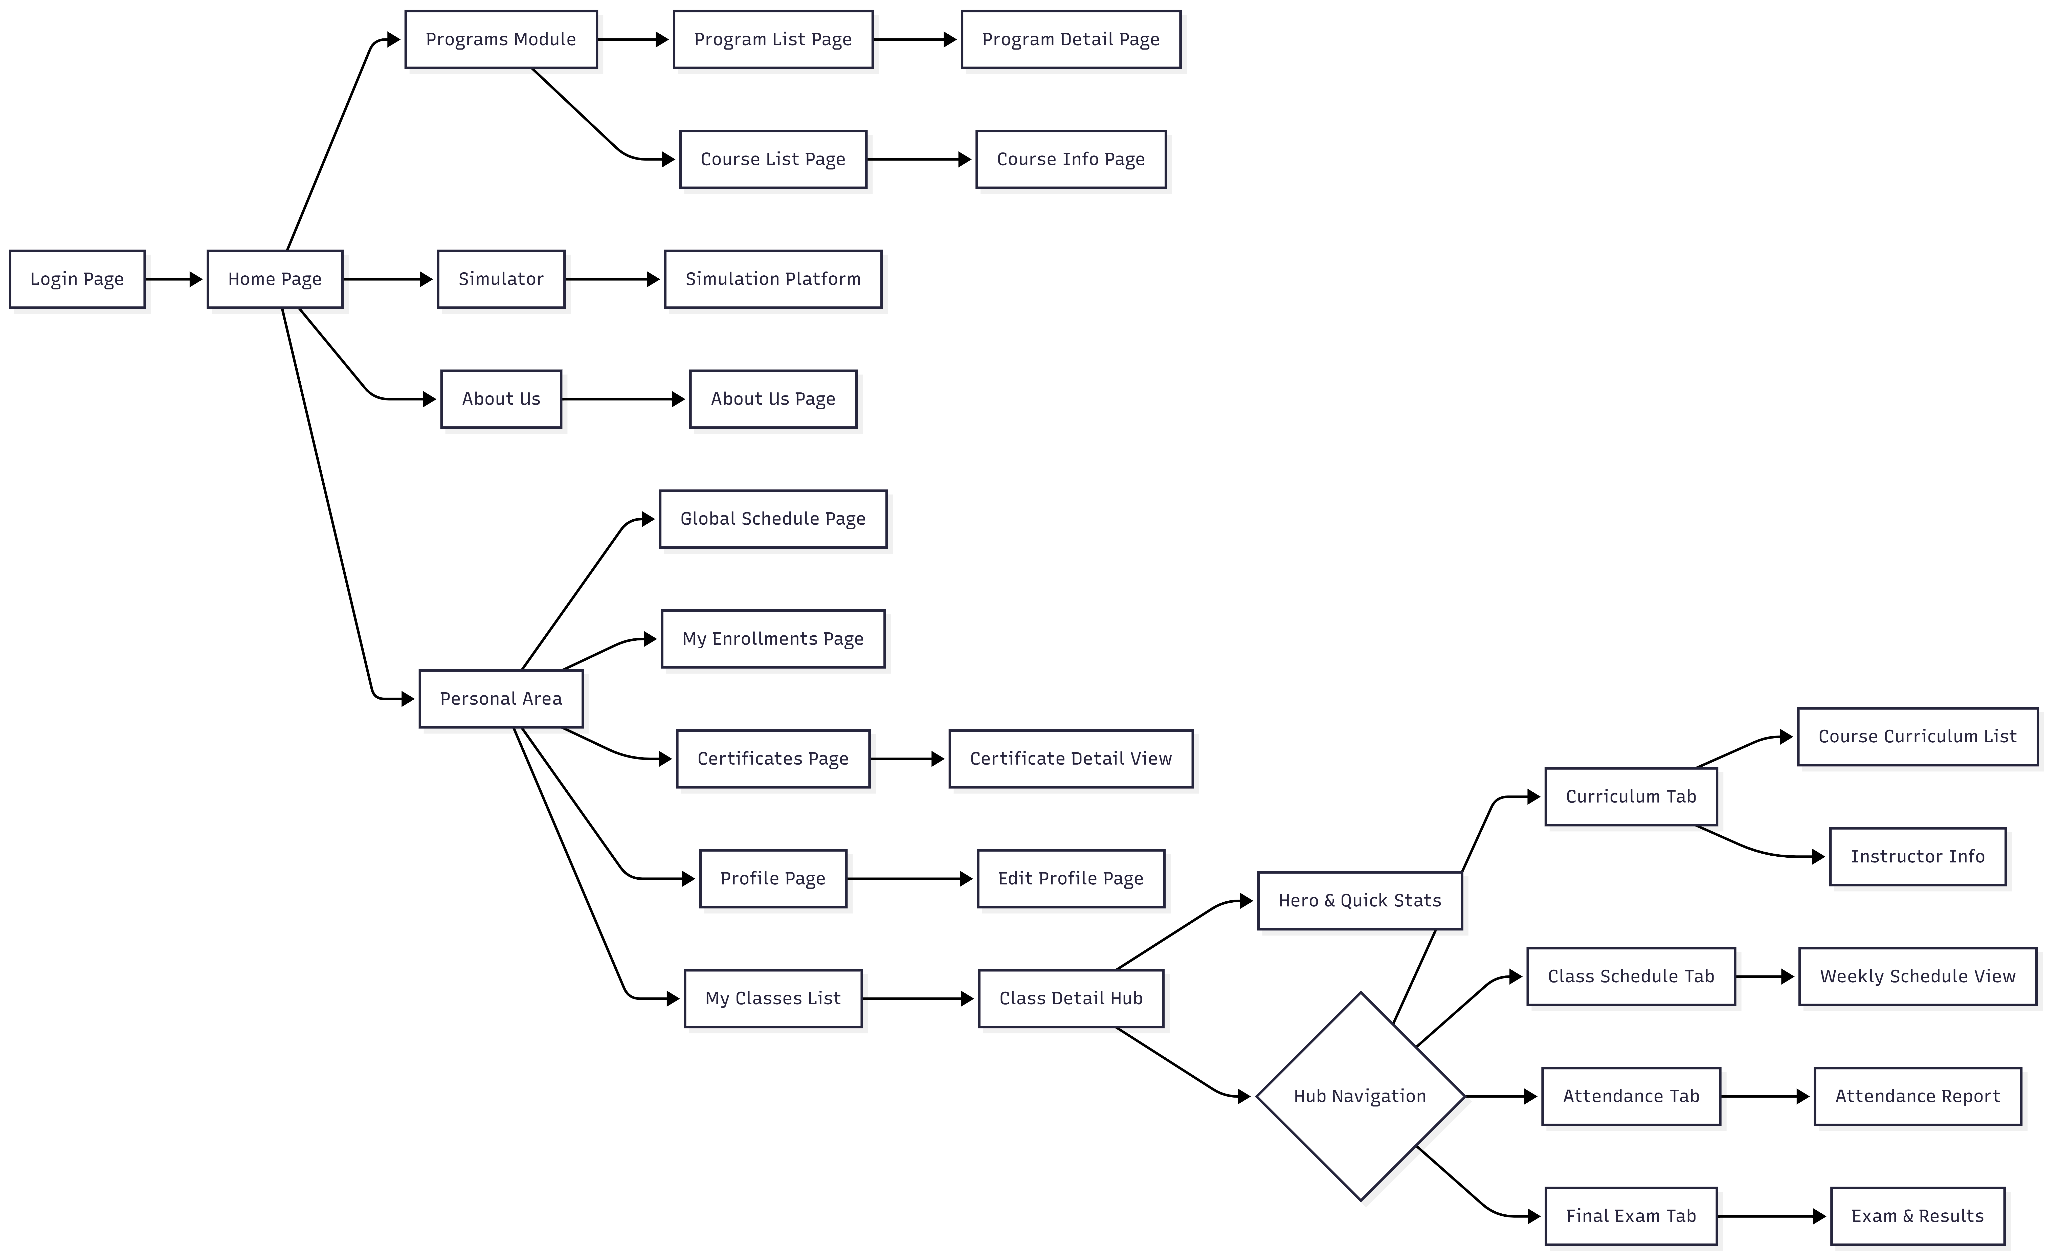 Programs Module
Program List Page
Program Detail Page
Course List Page
Course Info Page
Login Page
Home Page
Simulator
Simulation Platform
About Us
About Us Page
Global Schedule Page
My Enrollments Page
Personal Area
Certificates Page
Certificate Detail View
Course Curriculum List
Curriculum Tab
Instructor Info
Profile Page
Edit Profile Page
Hero & Quick Stats
My Classes List
Class Detail Hub
Class Schedule Tab
Weekly Schedule View
Hub Navigation
Attendance Tab
Attendance Report
Final Exam Tab
Exam & Results